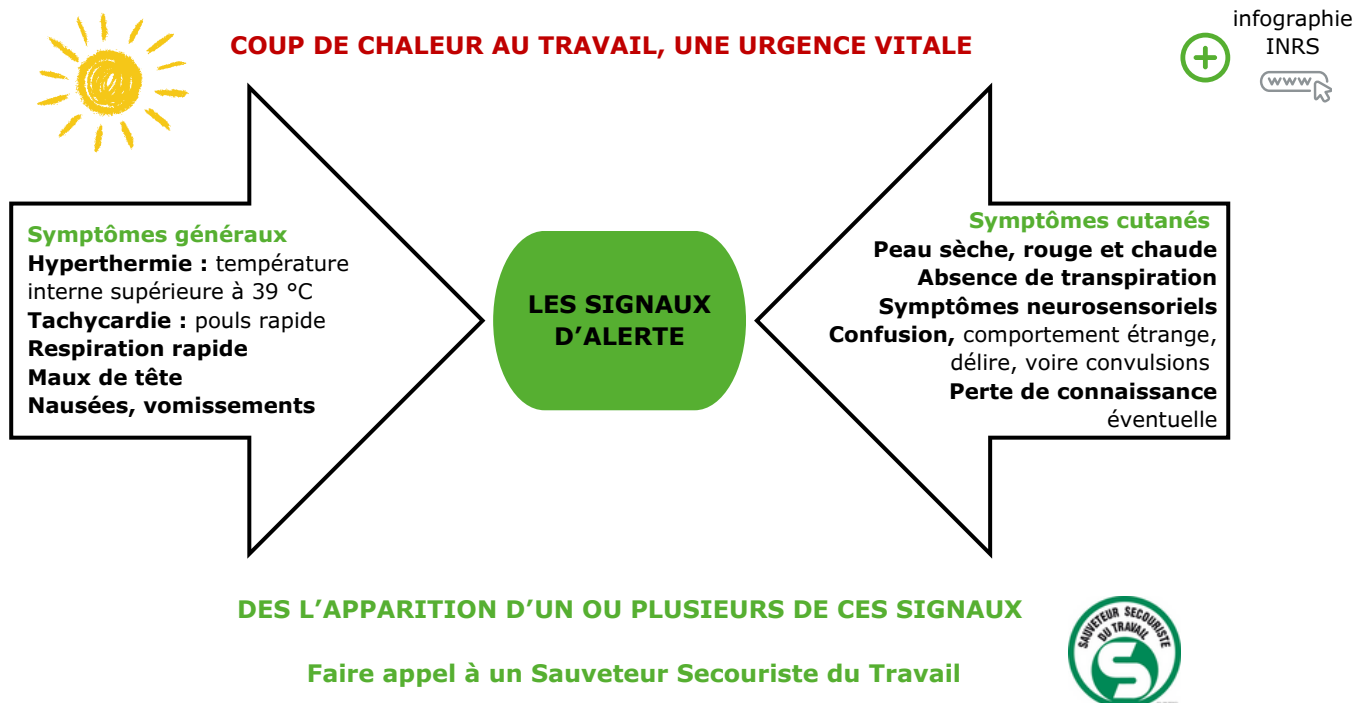 infographie
INRS
www
COUP DE CHALEUR AU TRAVAIL, UNE URGENCE VITALE
Symptômes généraux
Hyperthermie : température
interne supérieure à 39 °C
Tachycardie : pouls rapide
Respiration rapide
Maux de tête
Nausées, vomissements
LES SIGNAUX
D’ALERTE
Symptômes cutanés
Peau sèche, rouge et chaude
Absence de transpiration
Symptômes neurosensoriels
Confusion, comportement étrange,
délire, voire convulsions
Perte de connaissance
éventuelle
DES L’APPARITION D’UN OU PLUSIEURS DE CES SIGNAUX
Faire appel à un Sauveteur Secouriste du Travail
SAUVETEUR SECOURISTE
DU TRAVAIL